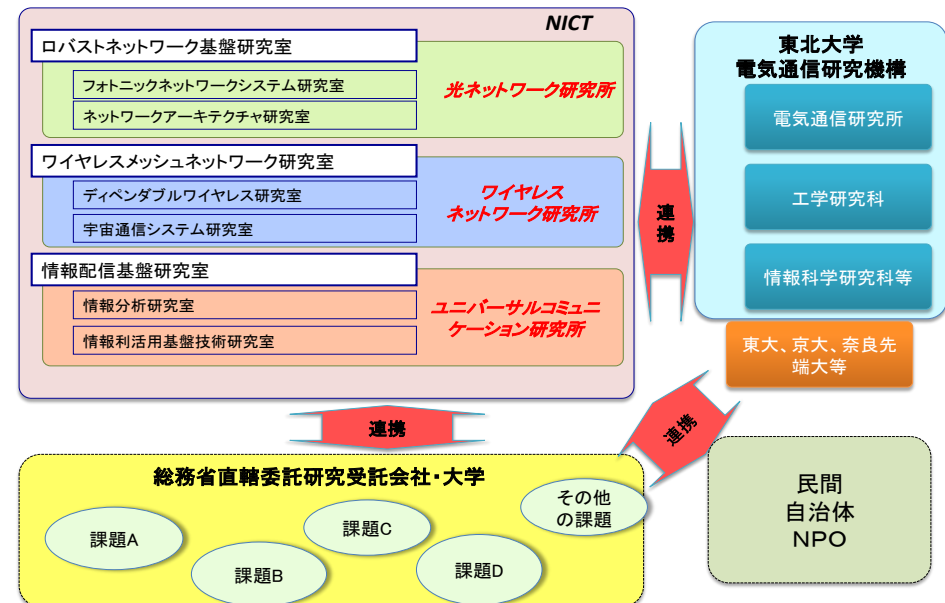 NICT
ロバストネットワーク基盤研究室
フォトニックネットワークシステム研究室
ネットワークアーキテクチャ研究室
光ネットワーク研究所
ワイヤレスメッシュネットワーク研究室
ディペンダブルワイヤレス研究室
宇宙通信システム研究室
ワイヤレス
ネットワーク研究所
情報配信基盤研究室
情報分析研究室
情報利活用基盤技術研究室
ユニバーサルコミュニ
ケーション研究所
連
携
東北大学
電気通信研究機構
電気通信研究所
工学研究科
情報科学研究科等
東大、京大、奈良先
端大等
連携
連携
総務省直轄委託研究受託会社・大学
課題A
課題B
課題C
課題D
その他
の課題
民間
自治体
NPO